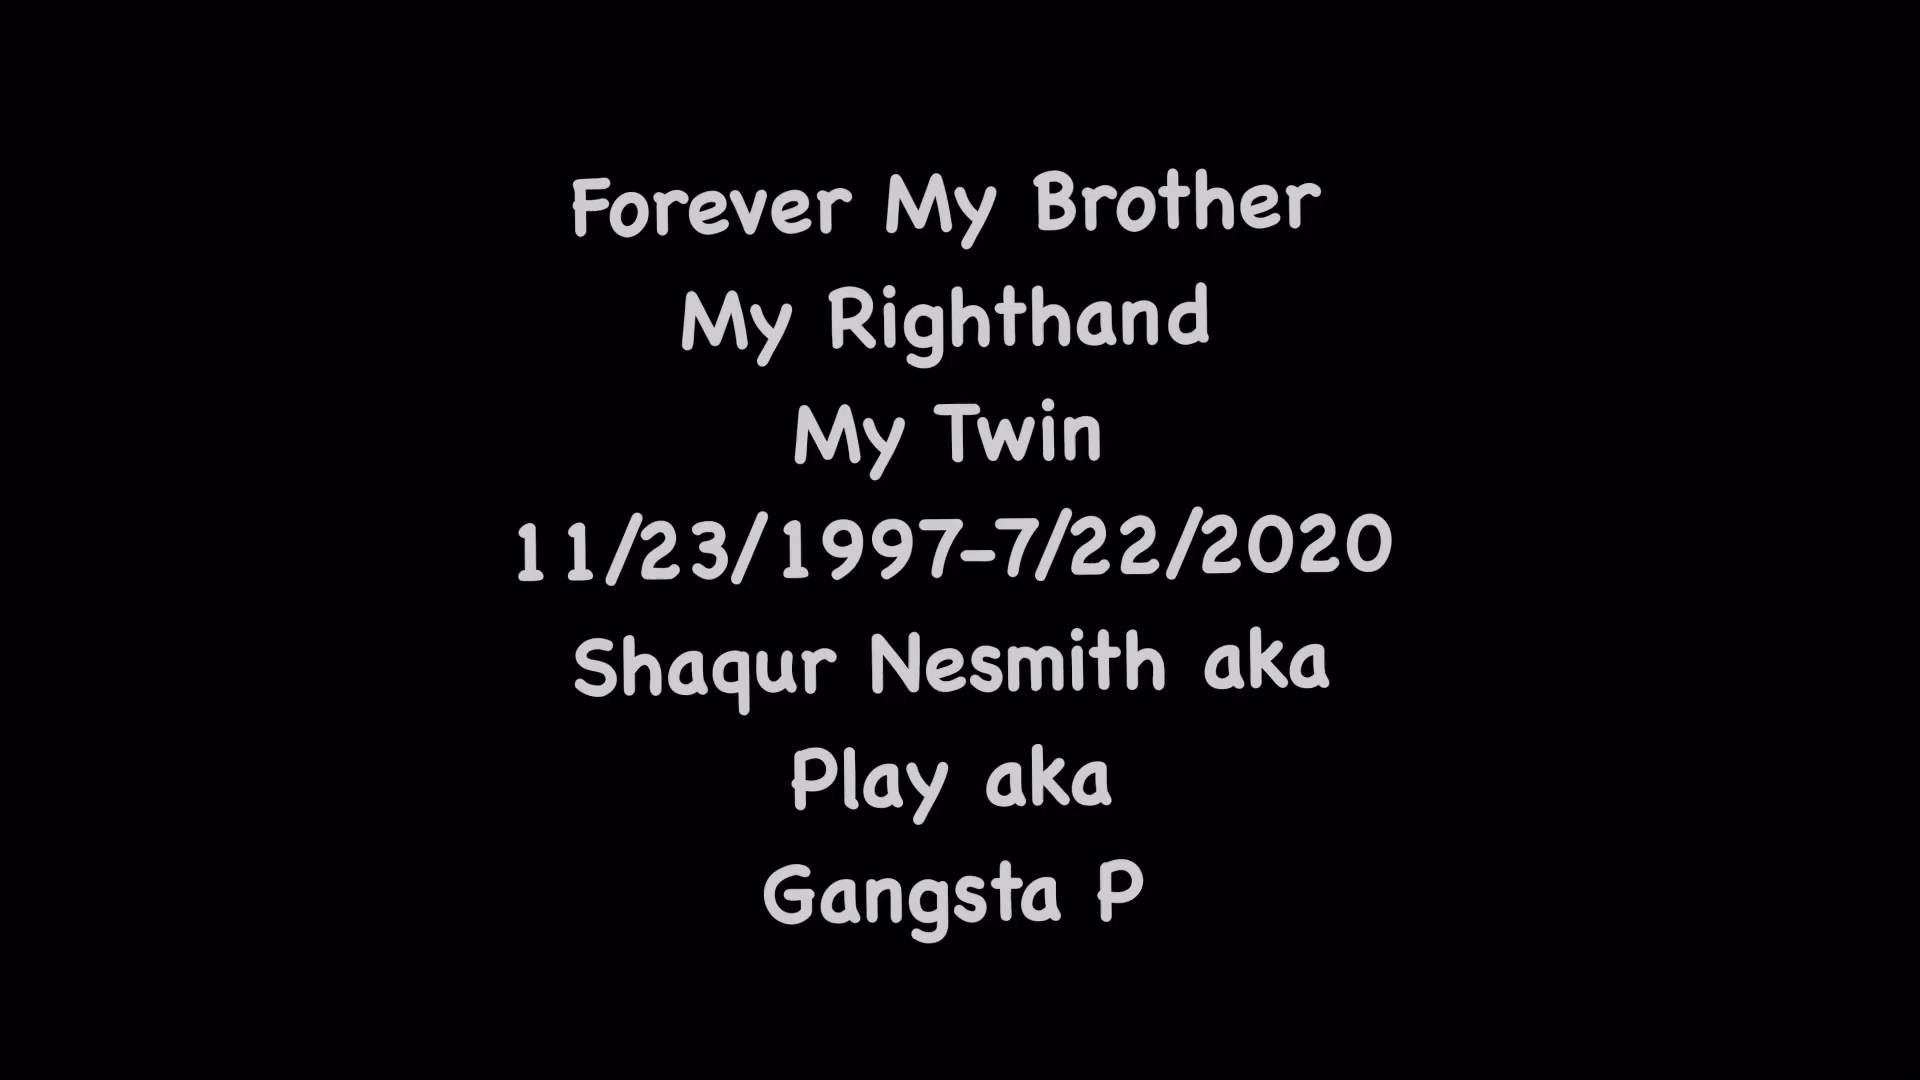 Forever My Brother
My Righthand
My Twin
11/23/1997-7/22/2020
Shaqur Nesmith aka
Play aka
Gangsta P